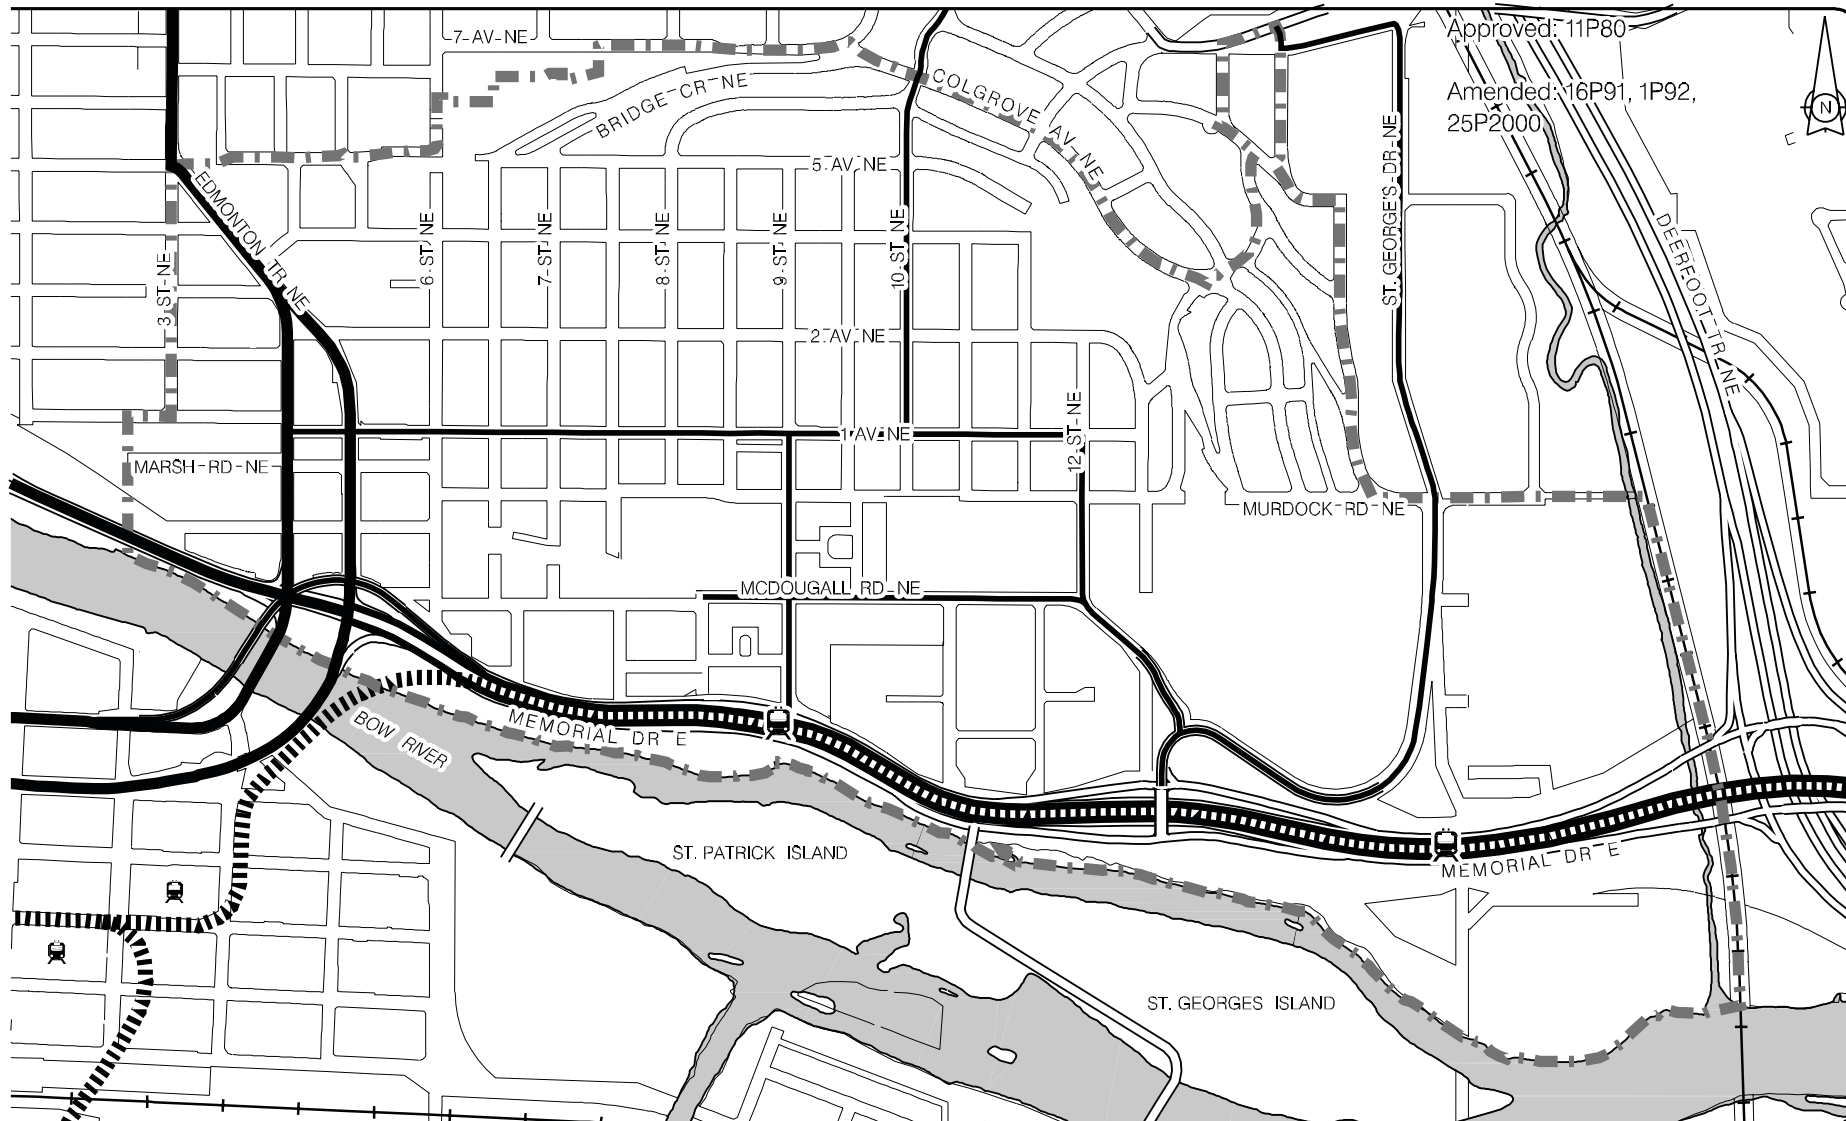 Approved: 11P80
7 AV NE
BRIDGE CR NE
COLGROVE AV NE
Amended: 16P91, 1P92,
25P2000
N
5 AV NE
EDMONTON TR NE
3 ST NE
6 ST NE
7 ST NE
8 ST NE
9 ST NE
10 ST NE
ST. GEORGE'S DR NE
DEERFOOT TR NE
2 AV NE
1 AV NE
12 ST NE
MARSH RD NE
MURDOCK RD NE
MCDOUGALL RD NE
BOW RIVER
MEMORIAL DR E
ST. PATRICK ISLAND
MEMORIAL DR E
ST. GEORGES ISLAND